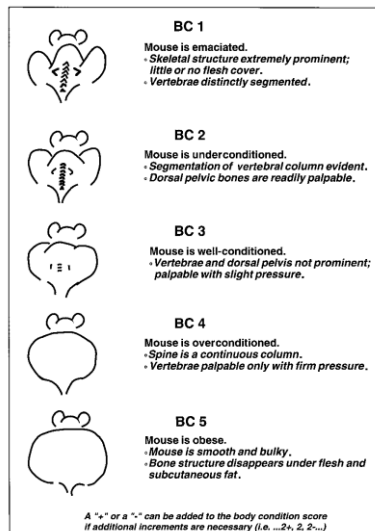 BC 1
Mouse is emaciated.
• Skeletal structure extremely prominent;
little or no flesh cover.
• Vertebrae distinctly segmented.
BC 2
Mouse is underconditioned.
• Segmentation of vertebral column evident.
• Dorsal pelvic bones are readily palpable.
BC 3
Mouse is well-conditioned.
• Vertebrae and dorsal pelvis not prominent;
palpable with slight pressure.
BC 4
Mouse is overconditioned.
• Spine is a continuous column.
• Vertebrae palpable only with firm pressure.
BC 5
Mouse is obese.
• Mouse is smooth and bulky.
• Bone structure disappears under flesh and
subcutaneous fat.
A "+" or a "-" can be added to the body condition score
if additional increments are necessary (i.e. ...2+, 2, 2-...)